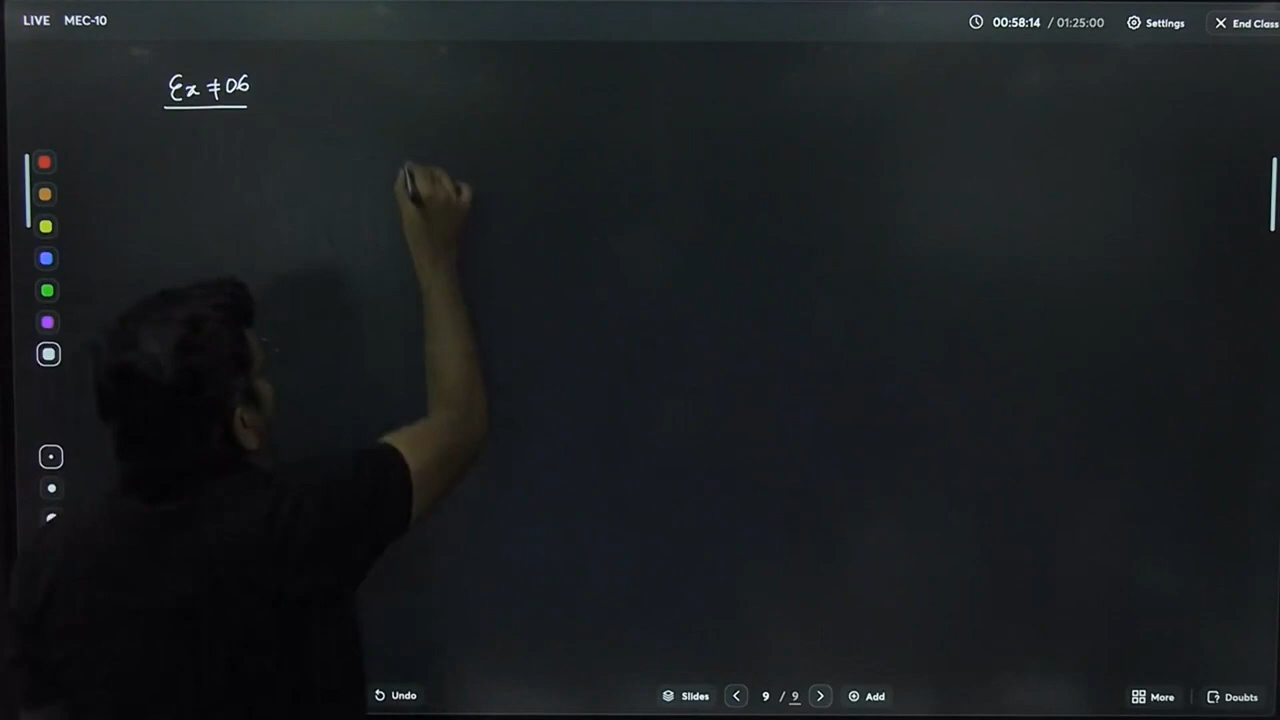 LIVE MEC-10 00:58:14 / 01:25:00 Settings End Class
Ex ≠ 06
Undo Slides 9 / 9 Add More Doubts